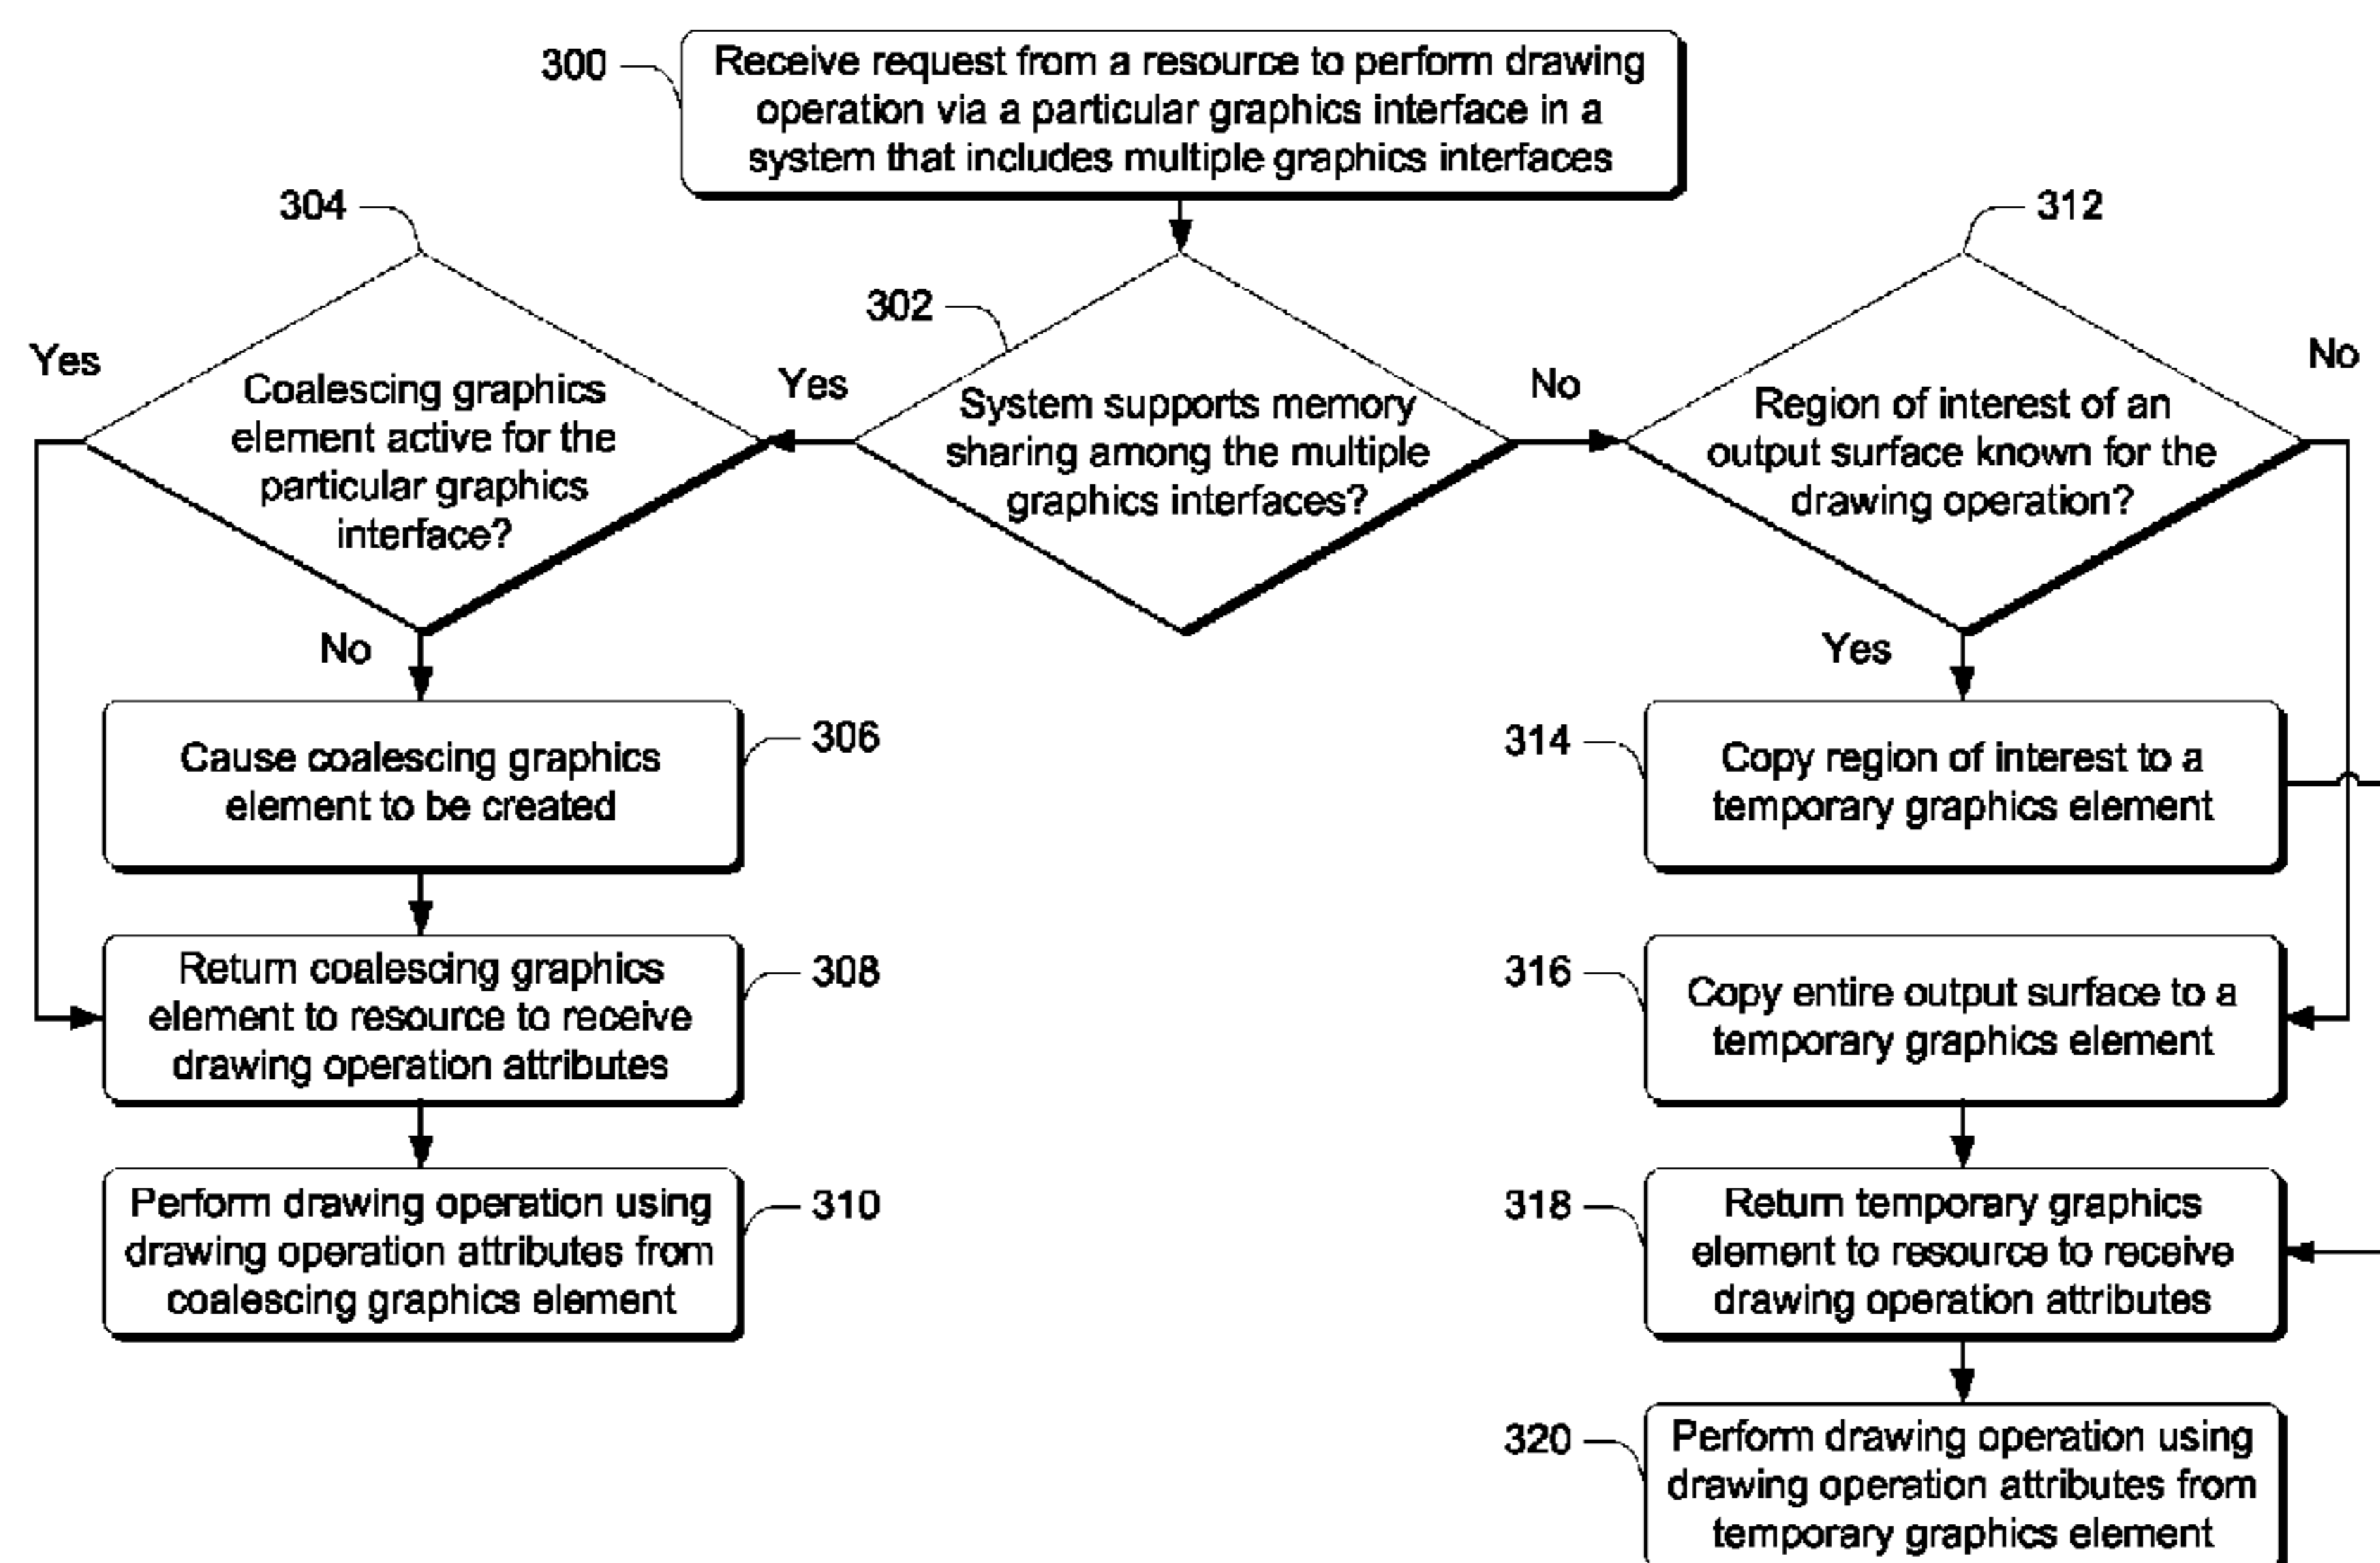 300
Receive request from a resource to perform drawing
operation via a particular graphics interface in a
system that includes multiple graphics interfaces
304
302
312
Yes
Coalescing graphics
element active for the
particular graphics
interface?
Yes
System supports memory
sharing among the multiple
graphics interfaces?
No
Region of interest of an
output surface known for the
drawing operation?
No
No
Yes
Cause coalescing graphics
element to be created
306
314
Copy region of interest to a
temporary graphics element
Return coalescing graphics
element to resource to receive
drawing operation attributes
308
316
Copy entire output surface to a
temporary graphics element
Perform drawing operation using
drawing operation attributes from
coalescing graphics element
310
318
Return temporary graphics
element to resource to receive
drawing operation attributes
320
Perform drawing operation using
drawing operation attributes from
temporary graphics element